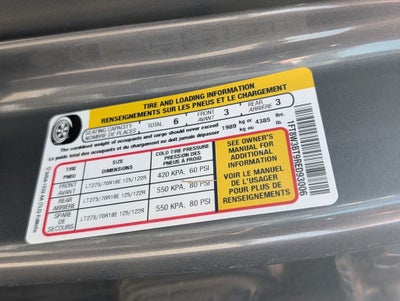 TIRE AND LOADING INFORMATION
RENSEIGNEMENTS SUR LES PNEUS ET LE CHARGEMENT
SEATING CAPACITY
NOMBRE DE PLACES
TOTAL 6
FRONT
AVANT 3
REAR
ARRIÈRE 3
The combined weight of occupants and cargo should never exceed
Le poids total des occupants et du chargement ne doit jamais dépasser
1989 kg or
kg ou 4385 lbs.
lb.
TIRE
PNEU
SIZE
DIMENSIONS
COLD TIRE PRESSURE
PRESSION DES
PNEUS À FROID
FRONT
AVANT
LT275/70R18E 125/122R
420 KPA, 60 PSI
REAR
ARRIÈRE
LT275/70R18E 125/122R
550 KPA, 80 PSI
SPARE
DE
SECOURS
LT275/70R18E 125/122R
550 KPA, 80 PSI
SEE OWNER'S
MANUAL FOR
ADDITIONAL
INFORMATION
VOIR LE MANUEL
DE L'USAGER
POUR PLUS DE
RENSEIGNEMENTS